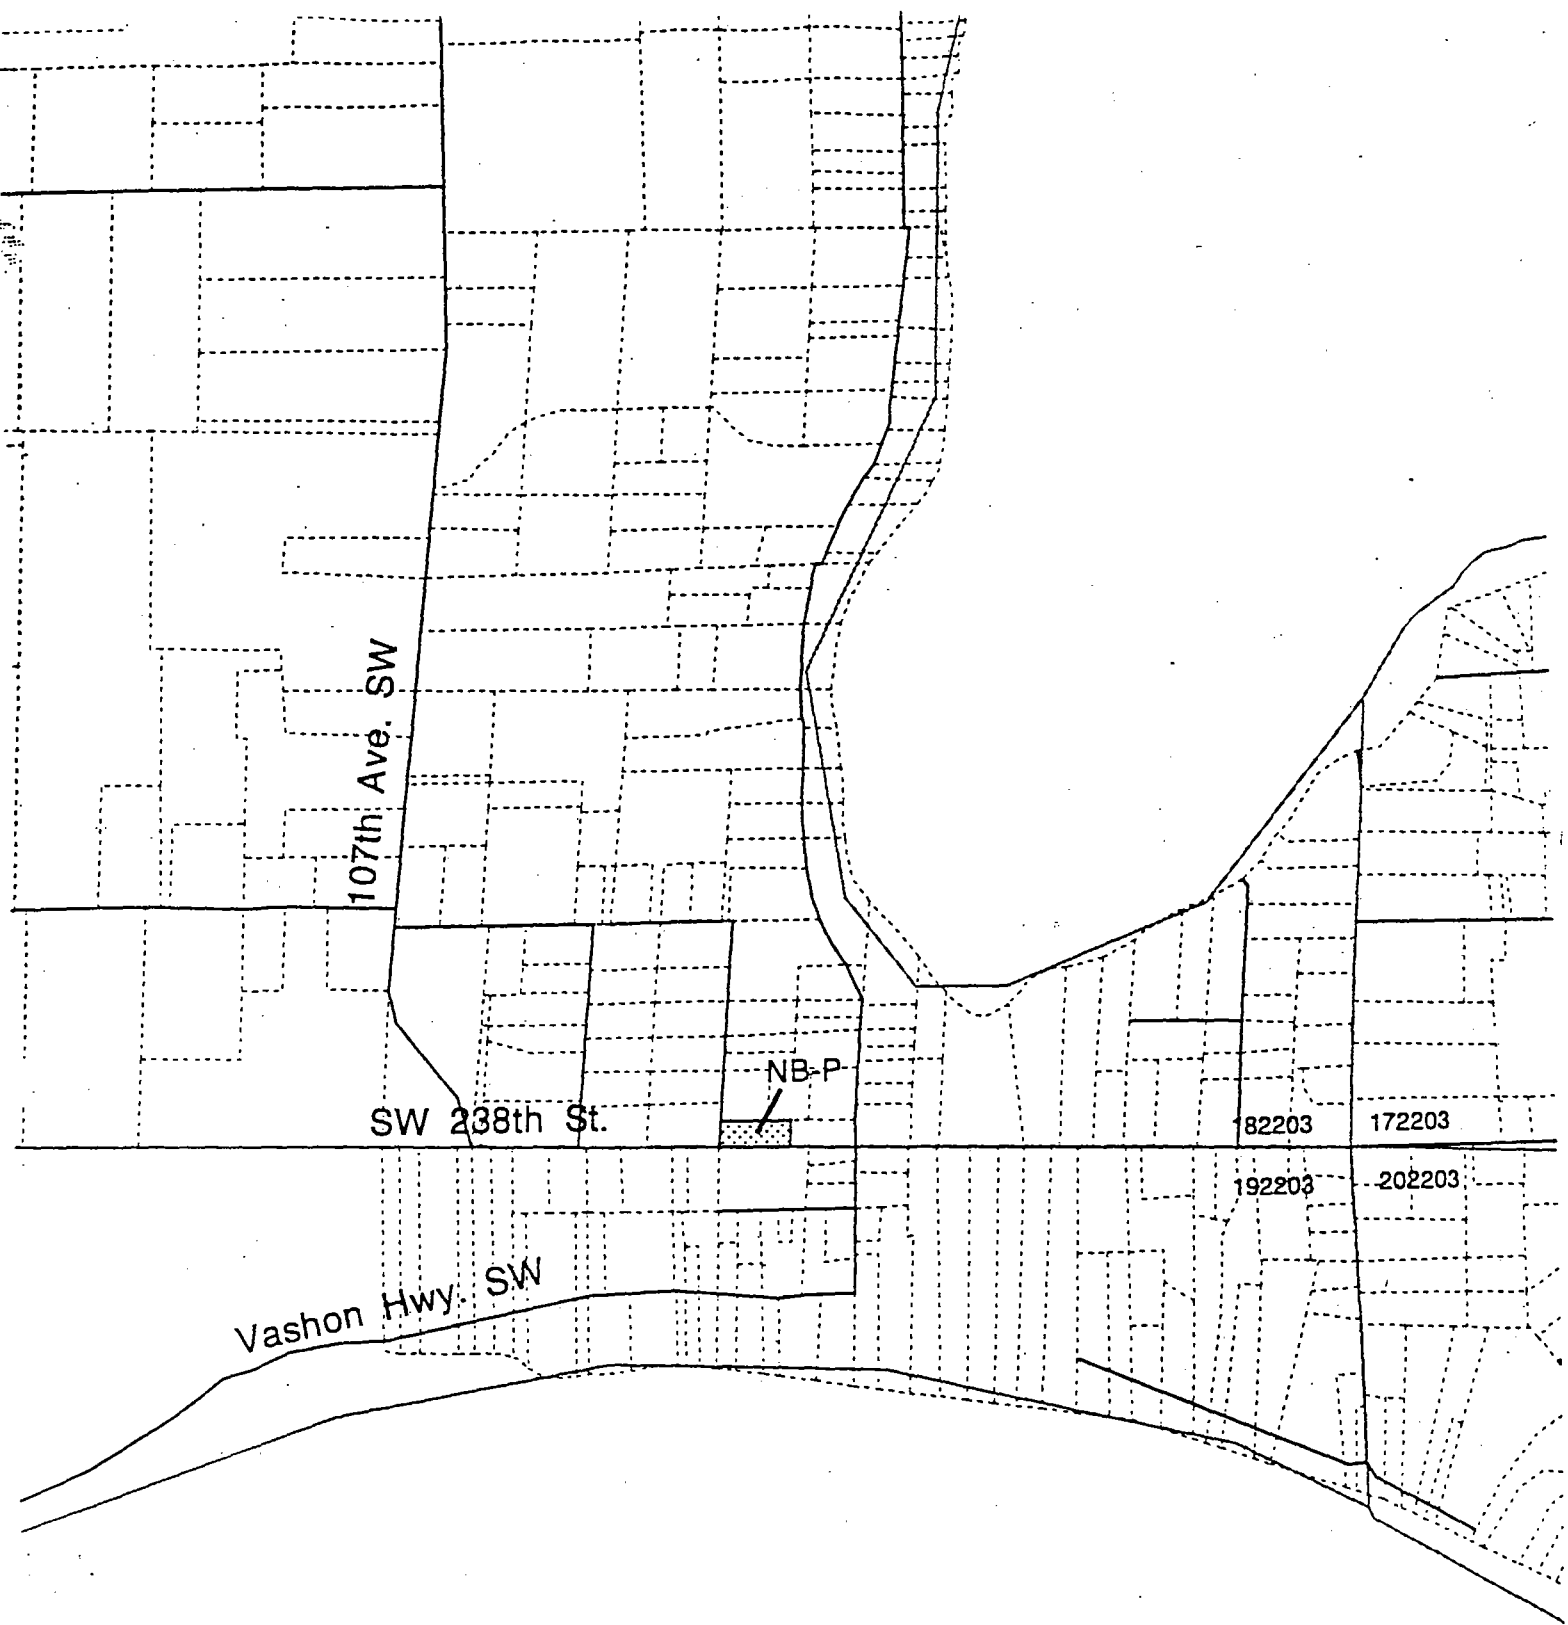 107th Ave. SW
NB-P
SW 238th St.
182203
172203
192203
202203
Vashon Hwy. SW